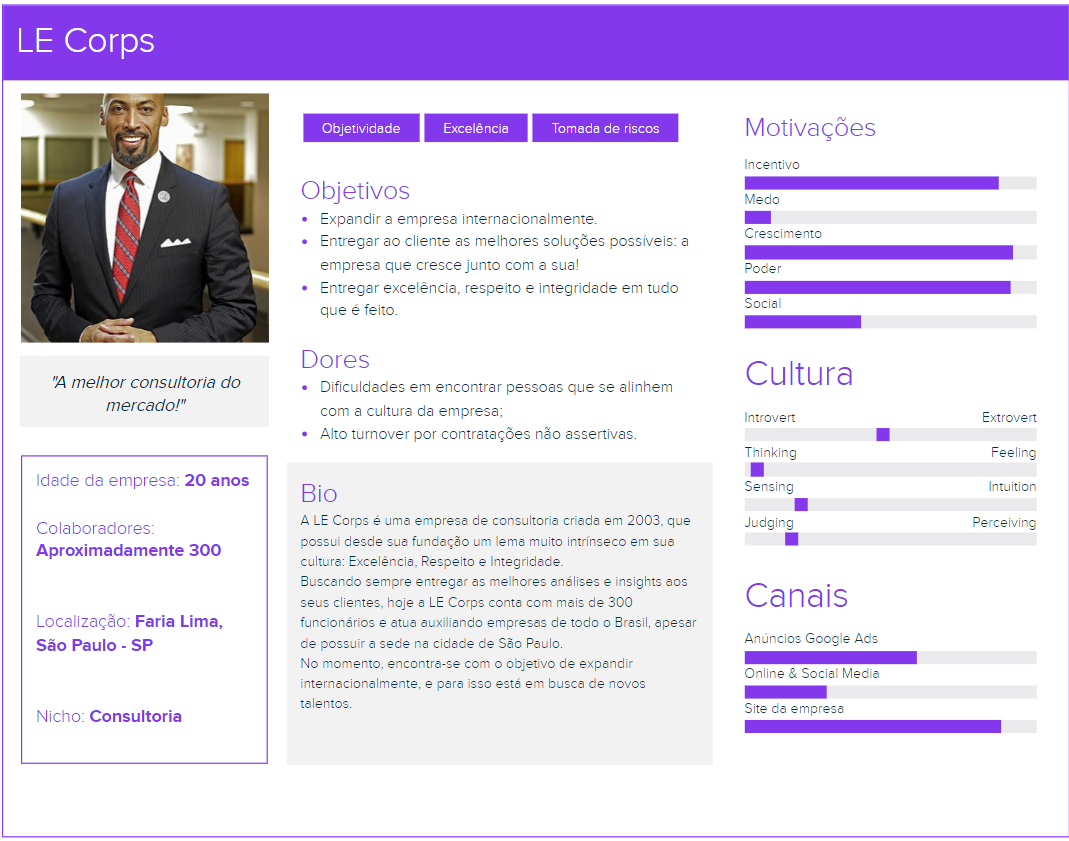 LE Corps
"A melhor consultoria do
mercado!"
Idade da empresa: 20 anos
Colaboradores:
Aproximadamente 300
Localização: Faria Lima,
São Paulo - SP
Nicho: Consultoria
Objetividade
Excelência
Tomada de riscos
Objetivos
Expandir a empresa internacionalmente.
Entregar ao cliente as melhores soluções possíveis: a
empresa que cresce junto com a sua!
Entregar excelência, respeito e integridade em tudo
que é feito.
Dores
Dificuldades em encontrar pessoas que se alinhem
com a cultura da empresa;
Alto turnover por contratações não assertivas.
Bio
A LE Corps é uma empresa de consultoria criada em 2003, que
possui desde sua fundação um lema muito intrínseco em sua
cultura: Excelência, Respeito e Integridade.
Buscando sempre entregar as melhores análises e insights aos
seus clientes, hoje a LE Corps conta com mais de 300
funcionários e atua auxiliando empresas de todo o Brasil, apesar
de possuir a sede na cidade de São Paulo.
No momento, encontra-se com o objetivo de expandir
internacionalmente, e para isso está em busca de novos
talentos.
Motivações
Incentivo
Medo
Crescimento
Poder
Social
Cultura
Introvert Extrovert
Thinking Feeling
Sensing Intuition
Judging Perceiving
Canais
Anúncios Google Ads
Online & Social Media
Site da empresa